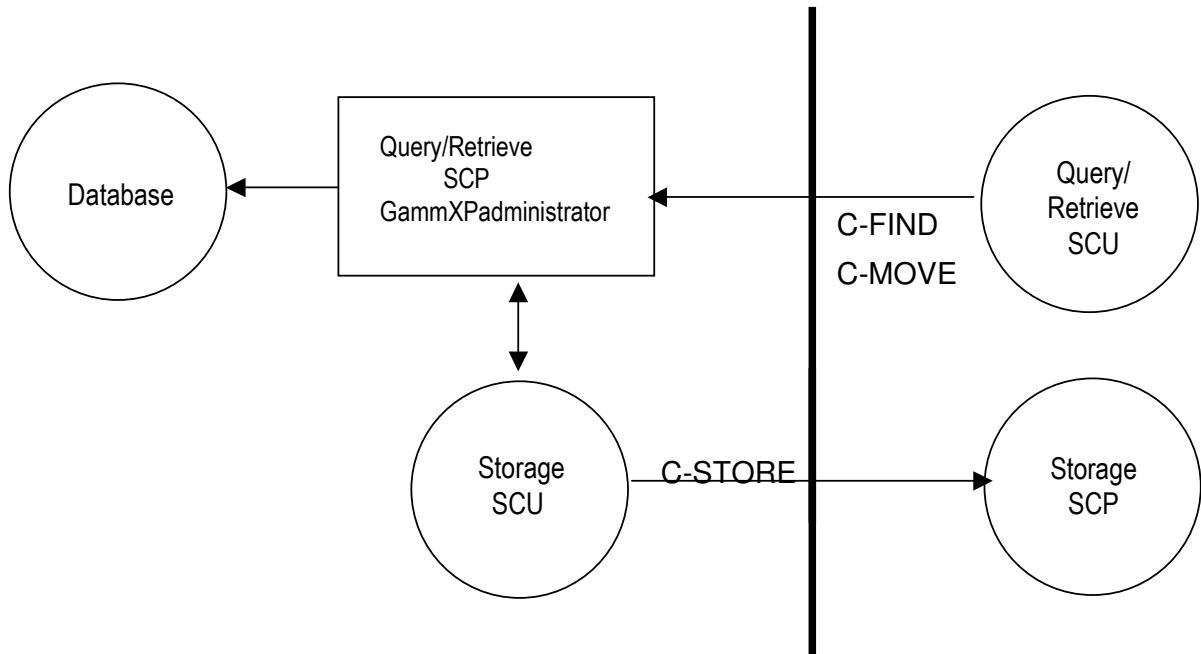 Database
Query/Retrieve
SCP
GammXPadministrator
C-FIND
C-MOVE
Query/
Retrieve
SCU
Storage
SCU
C-STORE
Storage
SCP